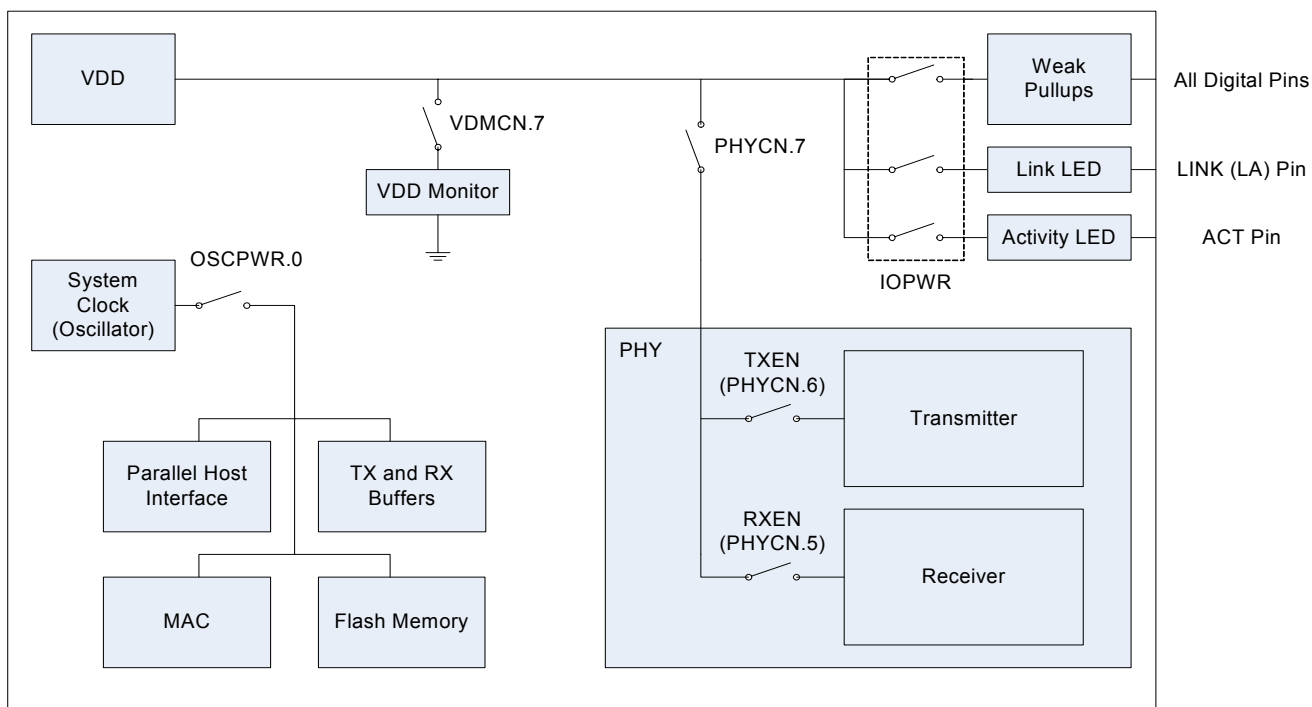 VDD
VDMCN.7
VDD Monitor
PHYCN.7
IOPWR
Weak
Pullups
All Digital Pins
Link LED
LINK (LA) Pin
Activity LED
ACT Pin
OSCPWR.0
System
Clock
(Oscillator)
Parallel Host
Interface
TX and RX
Buffers
MAC
Flash Memory
PHY
TXEN
(PHYCN.6)
Transmitter
RXEN
(PHYCN.5)
Receiver